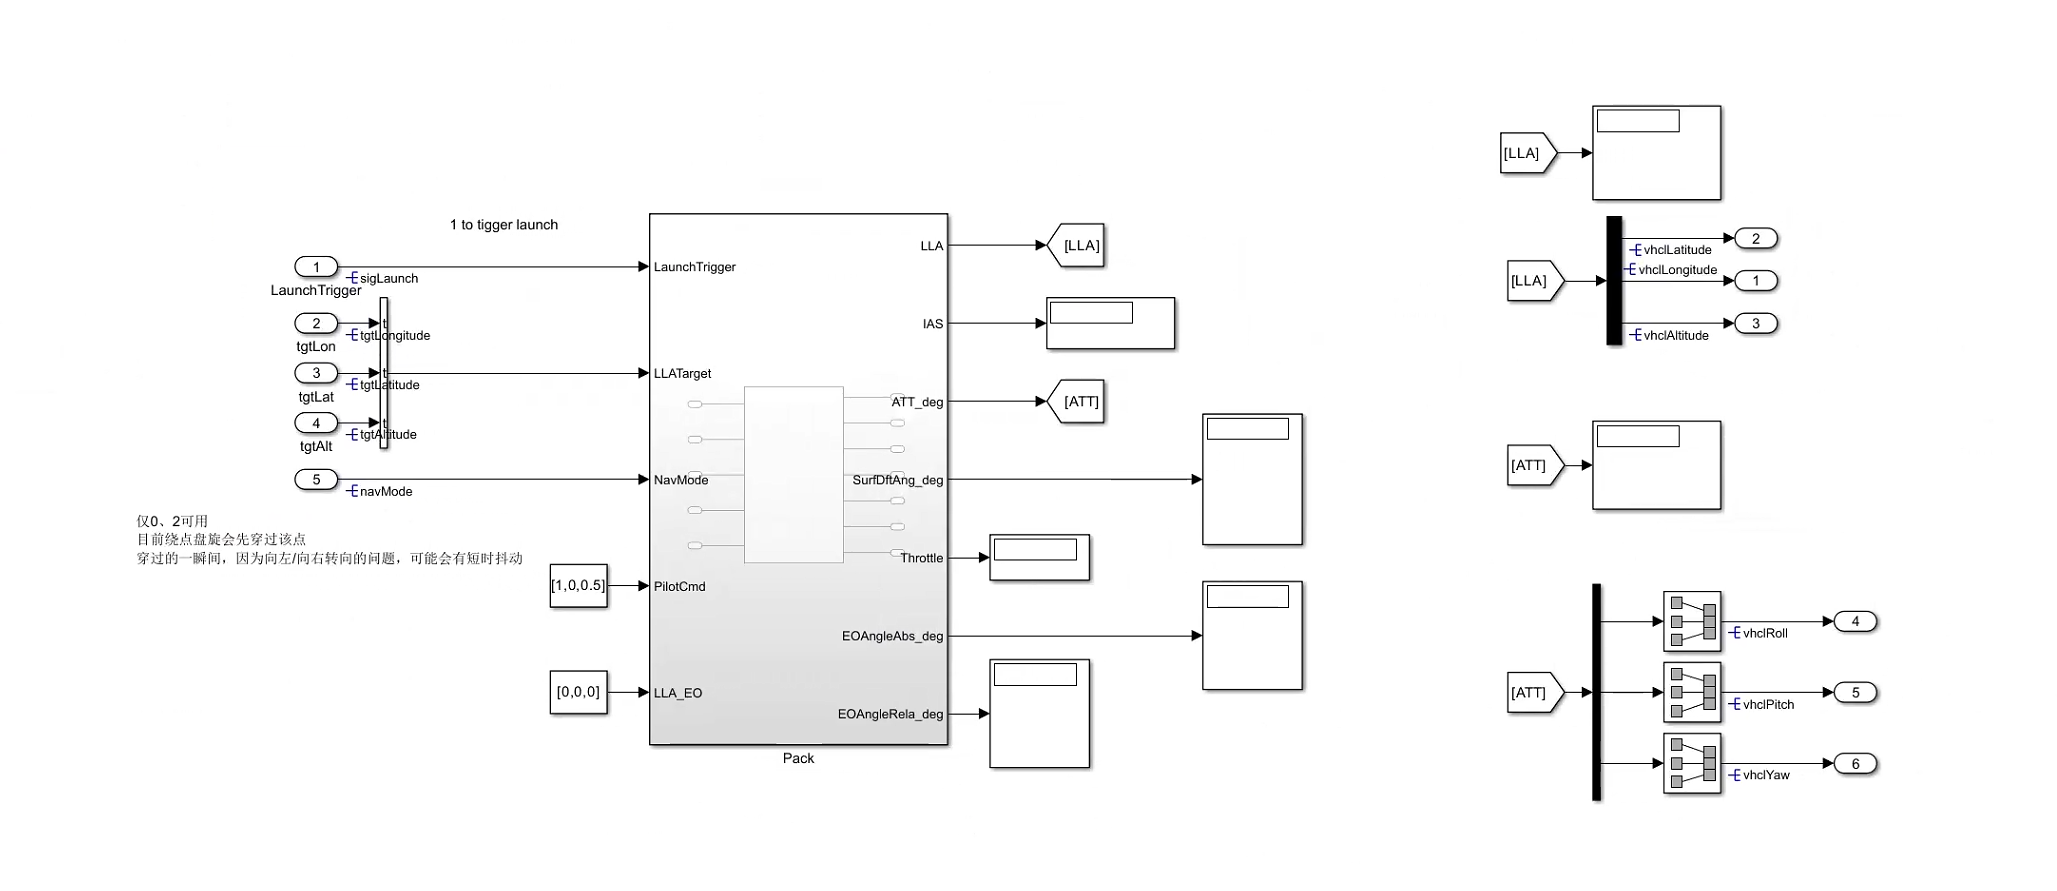 1 to tigger launch
1
sigLaunch
LaunchTrigger
2
t
tgtLongitude
tgtLon
3
t
tgtLatitude
tgtLat
4
t
tgtAltitude
tgtAlt
5
navMode
仅0、2可用
目前绕点盘旋会先穿过该点
穿过的一瞬间，因为向左/向右转向的问题，可能会有短时抖动
[1,0,0.5]
[0,0,0]
LaunchTrigger
LLATarget
NavMode
PilotCmd
LLA_EO
LLA
IAS
ATT_deg
SurfDftAng_deg
Throttle
EOAngleAbs_deg
EOAngleRela_deg
Pack
[LLA]
[ATT]
[LLA]
[LLA]
vhclLatitude
2
vhclLongitude
1
vhclAltitude
3
[ATT]
[ATT]
vhclRoll
4
vhclPitch
5
vhclYaw
6